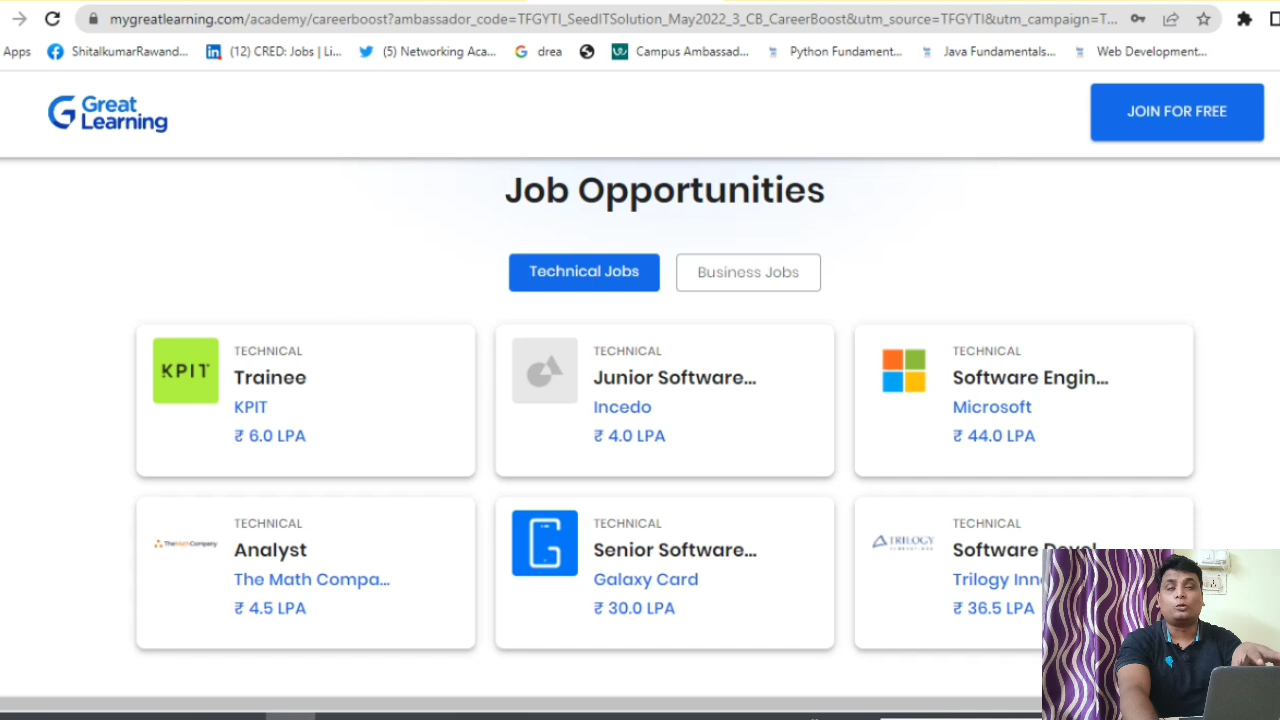 mygreatlearning.com/academy/careerboost?ambassador_code=TFGYTI_SeedITSolution_May2022_3_CB_CareerBoost&utm_source=TFGYTI&utm_campaign=T...
Apps ShitalkumarRawand... (12) CRED: Jobs | Li... (5) Networking Aca... drea Campus Ambassad... Python Fundament... Java Fundamentals... Web Development...
Great Learning
JOIN FOR FREE
Job Opportunities
Technical Jobs Business Jobs
KPIT
TECHNICAL
Trainee
KPIT
₹ 6.0 LPA
TECHNICAL
Junior Software...
Incedo
₹ 4.0 LPA
TECHNICAL
Software Engin...
Microsoft
₹ 44.0 LPA
TheMathCompany
TECHNICAL
Analyst
The Math Compa...
₹ 4.5 LPA
TECHNICAL
Senior Software...
Galaxy Card
₹ 30.0 LPA
TRILOGY
TECHNICAL
Software
Trilogy
₹ 36.5 LPA